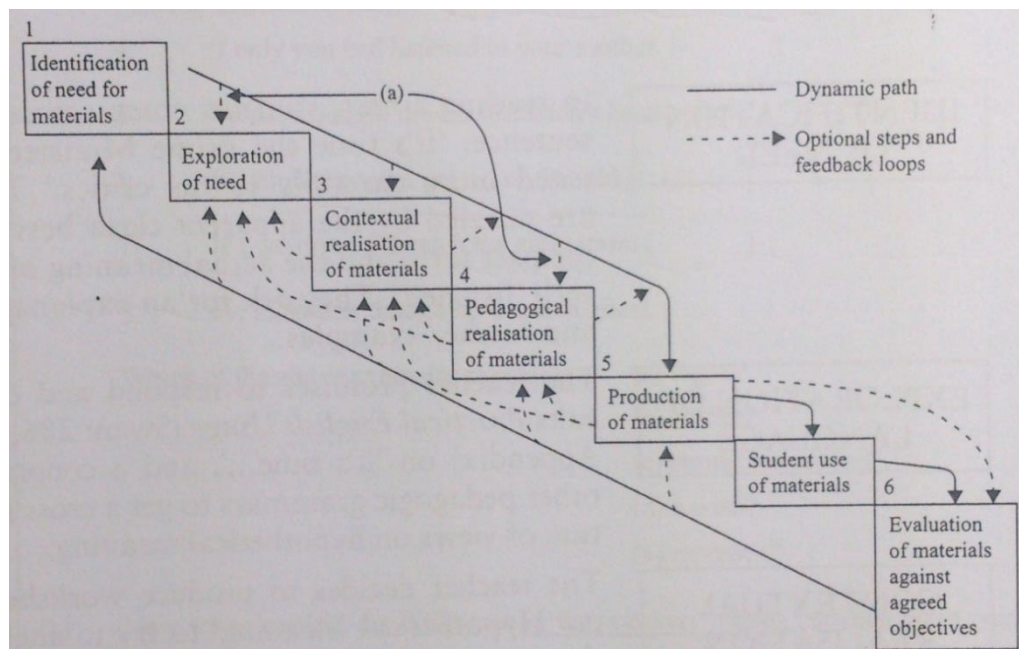 1
Identification
of need for
materials
(a)
Dynamic path
Optional steps and
feedback loops
2
Exploration
of need
3
Contextual
realisation
of materials
4
Pedagogical
realisation
of materials
5
Production
of materials
Student use
of materials
6
Evaluation
of materials
against
agreed
objectives